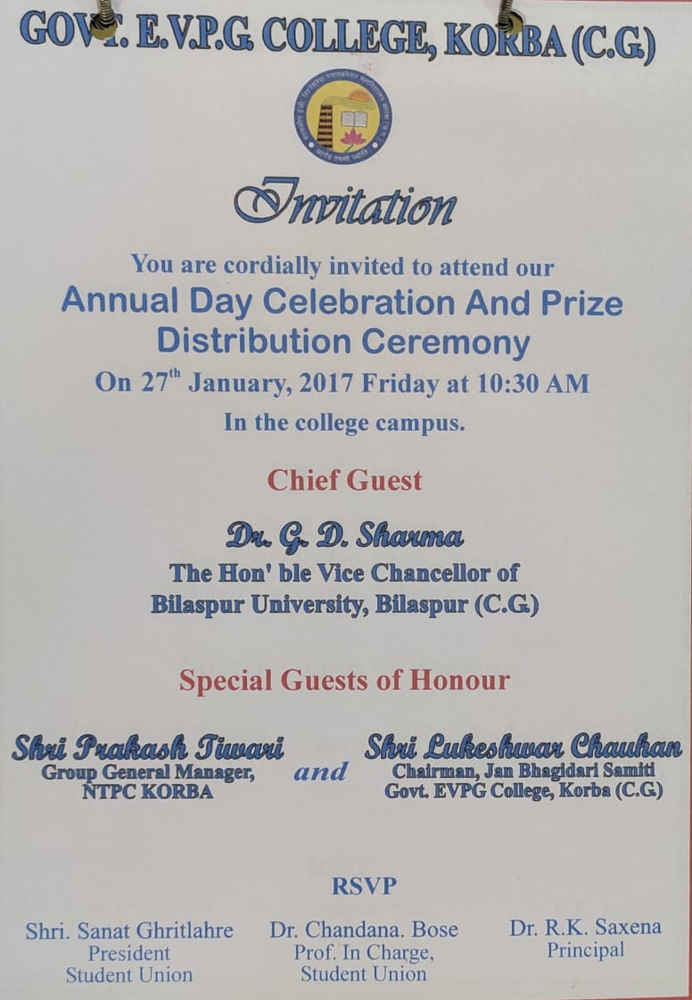 GOVT. E.V.P.G. COLLEGE, KORBA (C.G.)
Invitation
You are cordially invited to attend our
Annual Day Celebration And Prize
Distribution Ceremony
On 27th January, 2017 Friday at 10:30 AM
In the college campus.
Chief Guest
Dr. G. D. Sharma
The Hon' ble Vice Chancellor of
Bilaspur University, Bilaspur (C.G.)
Special Guests of Honour
Shri Prakash Tiwari
Group General Manager,
NTPC KORBA
and
Shri Lukeshwar Chauhan
Chairman, Jan Bhagidari Samiti
Govt. EVPG College, Korba (C.G.)
RSVP
Shri. Sanat Ghritlahre
President
Student Union
Dr. Chandana. Bose
Prof. In Charge,
Student Union
Dr. R.K. Saxena
Principal